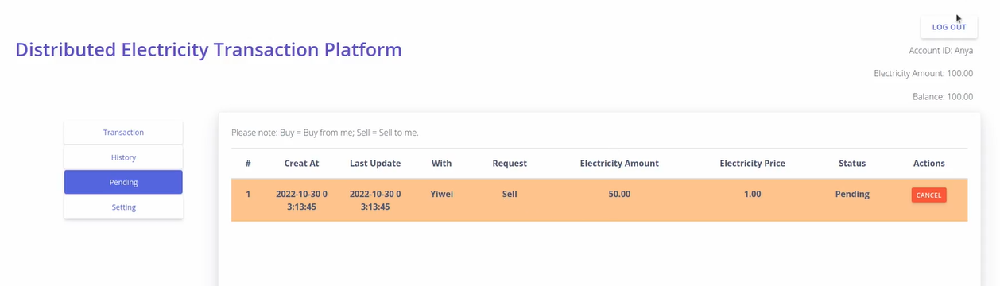 LOG OUT
Distributed Electricity Transaction Platform
Account ID: Anya
Electricity Amount: 100.00
Balance: 100.00
Transaction
History
Pending
Setting
Please note: Buy = Buy from me; Sell = Sell to me.
# Creat At Last Update With Request Electricity Amount Electricity Price Status Actions
1 2022-10-30 0 2022-10-30 0 Yiwei Sell 50.00 1.00 Pending CANCEL
3:13:45 3:13:45